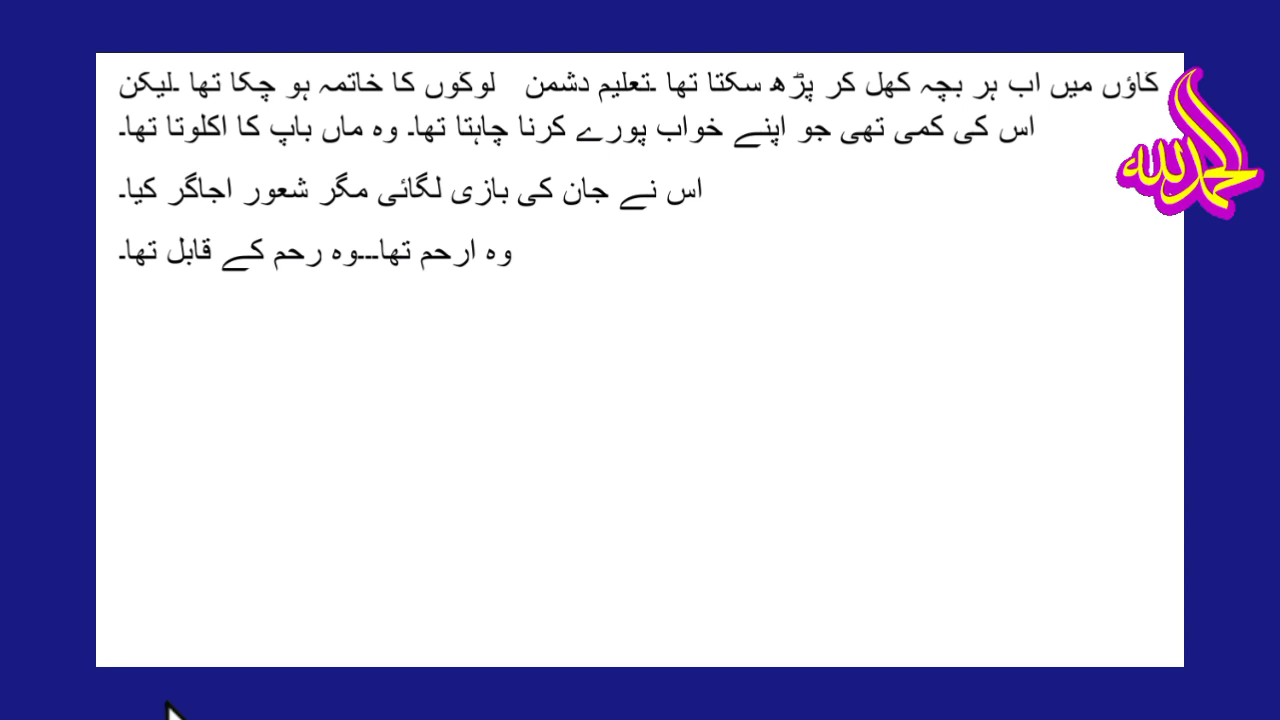 گاؤں میں اب ہر بچہ کھل کر پڑھ سکتا تھا ۔تعلیم دشمن لوگوں کا خاتمہ ہو چکا تھا ۔لیکن
اس کی کمی تھی جو اپنے خواب پورے کرنا چاہتا تھا۔ وہ ماں باپ کا اکلوتا تھا۔
اس نے جان کی بازی لگائی مگر شعور اجاگر کیا۔
وہ ارحم تھا۔۔۔وہ رحم کے قابل تھا۔
الحمدللہ